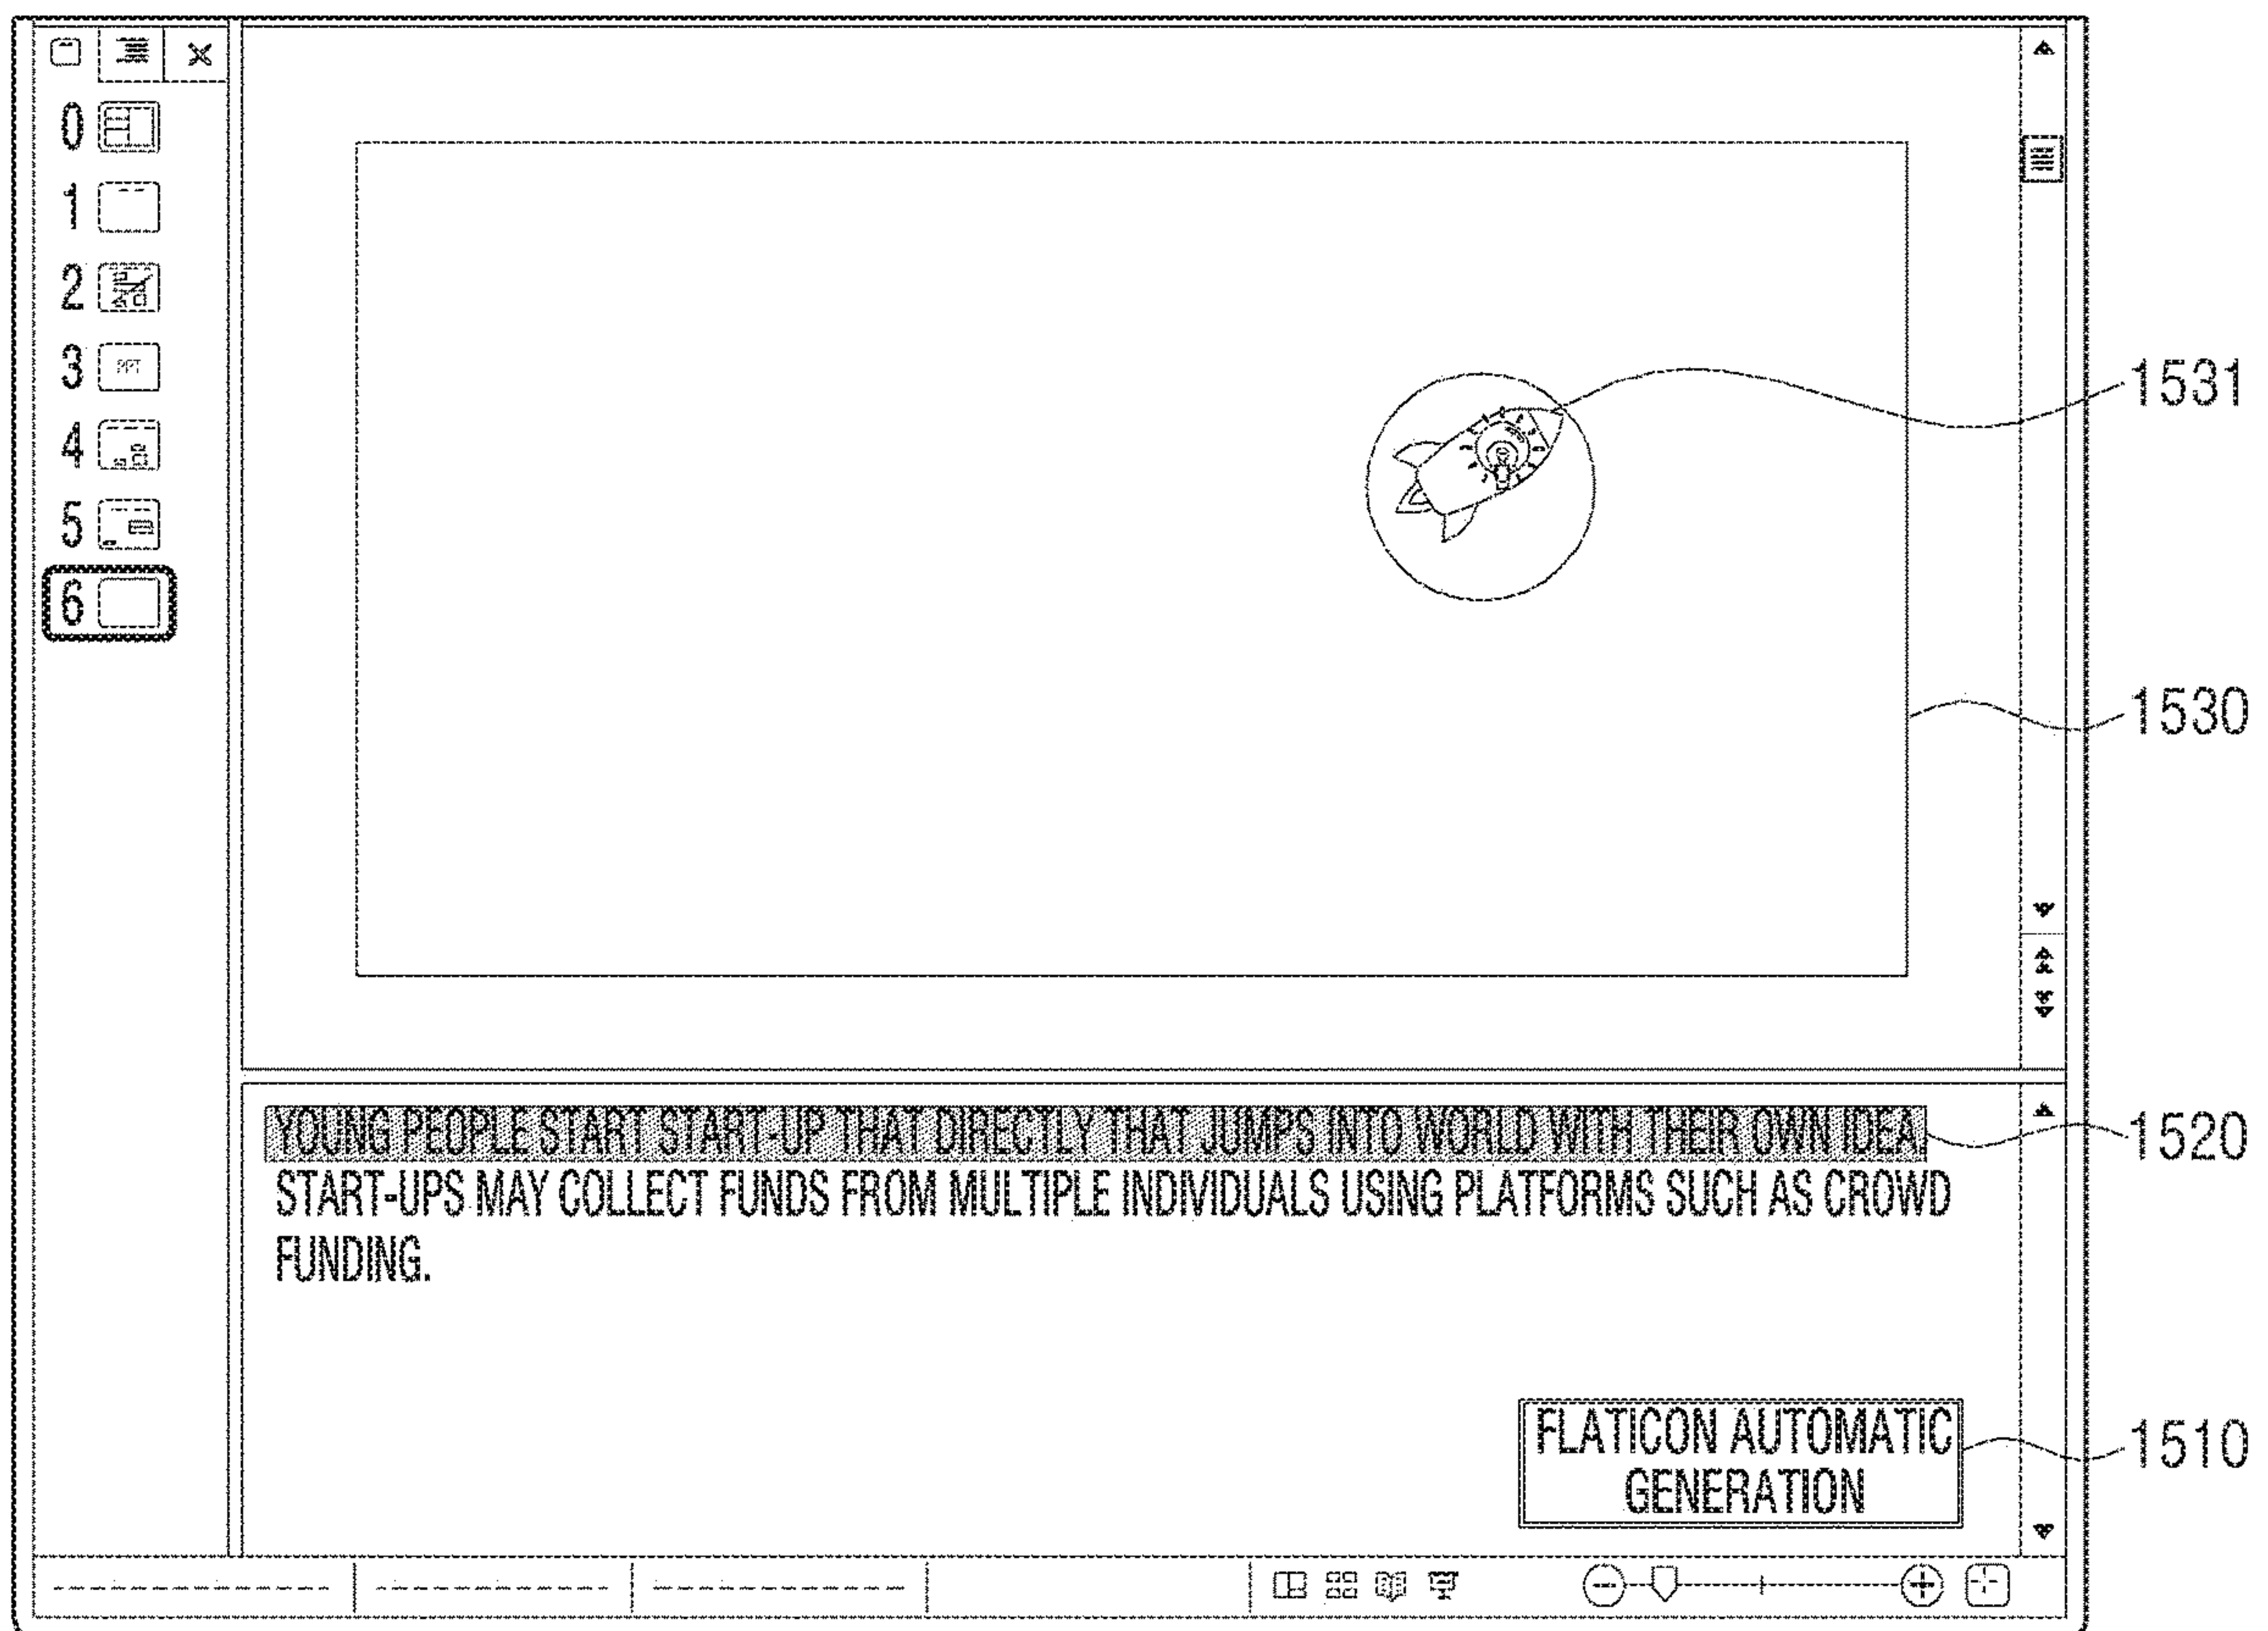 0
1
2
3 PPT
4
5
6
1531
1530
YOUNG PEOPLE START START-UP THAT DIRECTLY THAT JUMPS INTO WORLD WITH THEIR OWN IDEA.
1520
START-UPS MAY COLLECT FUNDS FROM MULTIPLE INDIVIDUALS USING PLATFORMS SUCH AS CROWD
FUNDING.
FLATICON AUTOMATIC
GENERATION
1510